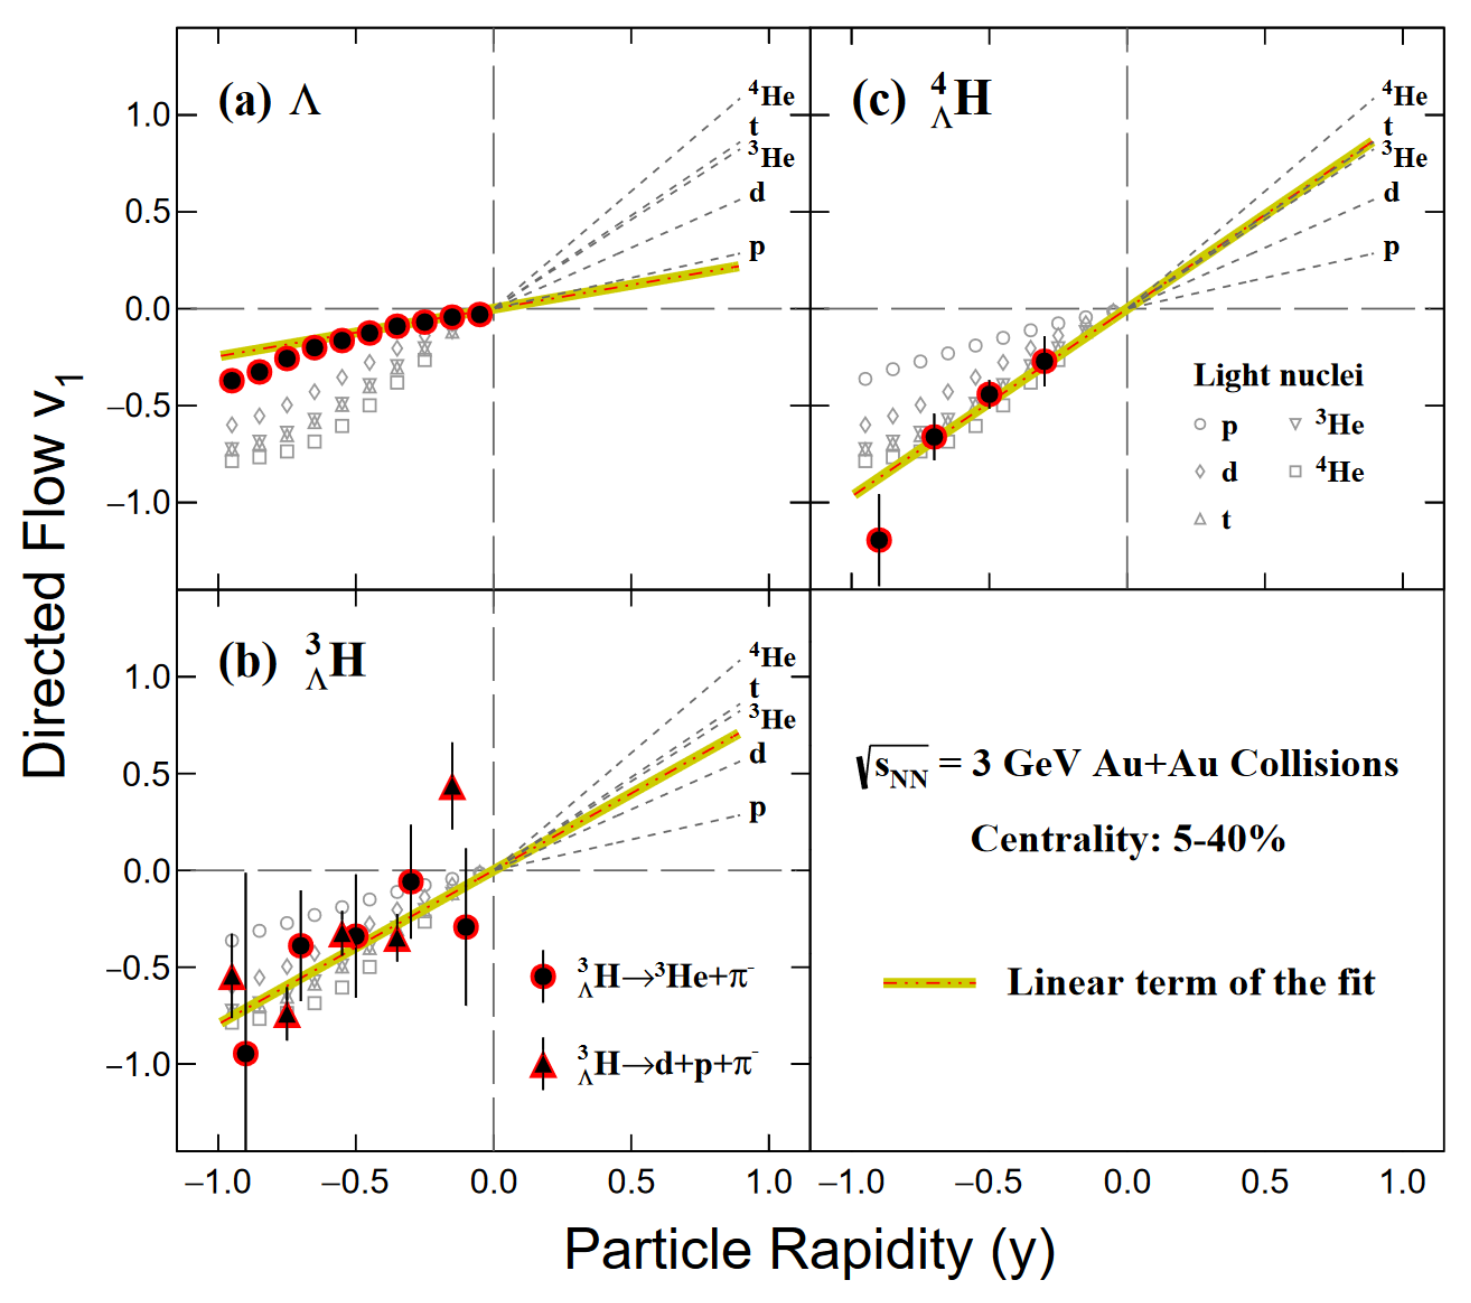 Directed Flow v₁
(a) Λ
1.0
0.5
0.0
−0.5
−1.0
⁴He
t
³He
d
p
(c) ⁴ΛH
⁴He
t
³He
d
p
Light nuclei
p ³He
d ⁴He
t
(b) ³ΛH
1.0
0.5
0.0
−0.5
−1.0
⁴He
t
³He
d
p
³ΛH→³He+π⁻
³ΛH→d+p+π⁻
√sNN = 3 GeV Au+Au Collisions
Centrality: 5-40%
Linear term of the fit
−1.0 −0.5 0.0 0.5 1.0 −1.0 −0.5 0.0 0.5 1.0
Particle Rapidity (y)